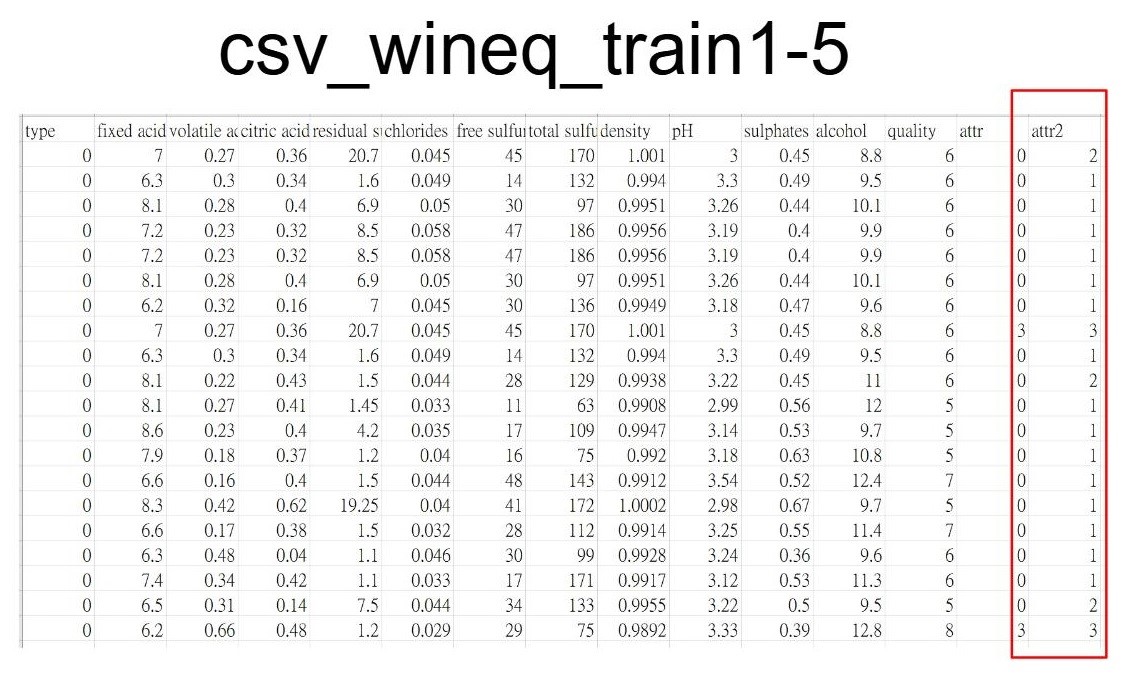 csv_wineq_train1-5
type fixed acid volatile ac citric acid residual s chlorides free sulfu total sulfu density pH sulphates alcohol quality attr attr2
0 7 0.27 0.36 20.7 0.045 45 170 1.001 3 0.45 8.8 6 0 2
0 6.3 0.3 0.34 1.6 0.049 14 132 0.994 3.3 0.49 9.5 6 0 1
0 8.1 0.28 0.4 6.9 0.05 30 97 0.9951 3.26 0.44 10.1 6 0 1
0 7.2 0.23 0.32 8.5 0.058 47 186 0.9956 3.19 0.4 9.9 6 0 1
0 7.2 0.23 0.32 8.5 0.058 47 186 0.9956 3.19 0.4 9.9 6 0 1
0 8.1 0.28 0.4 6.9 0.05 30 97 0.9951 3.26 0.44 10.1 6 0 1
0 6.2 0.32 0.16 7 0.045 30 136 0.9949 3.18 0.47 9.6 6 0 1
0 7 0.27 0.36 20.7 0.045 45 170 1.001 3 0.45 8.8 6 3 3
0 6.3 0.3 0.34 1.6 0.049 14 132 0.994 3.3 0.49 9.5 6 0 1
0 8.1 0.22 0.43 1.5 0.044 28 129 0.9938 3.22 0.45 11 6 0 2
0 8.1 0.27 0.41 1.45 0.033 11 63 0.9908 2.99 0.56 12 5 0 1
0 8.6 0.23 0.4 4.2 0.035 17 109 0.9947 3.14 0.53 9.7 5 0 1
0 7.9 0.18 0.37 1.2 0.04 16 75 0.992 3.18 0.63 10.8 5 0 1
0 6.6 0.16 0.4 1.5 0.044 48 143 0.9912 3.54 0.52 12.4 7 0 1
0 8.3 0.42 0.62 19.25 0.04 41 172 1.0002 2.98 0.67 9.7 5 0 1
0 6.6 0.17 0.38 1.5 0.032 28 112 0.9914 3.25 0.55 11.4 7 0 1
0 6.3 0.48 0.04 1.1 0.046 30 99 0.9928 3.24 0.36 9.6 6 0 1
0 7.4 0.34 0.42 1.1 0.033 17 171 0.9917 3.12 0.53 11.3 6 0 1
0 6.5 0.31 0.14 7.5 0.044 34 133 0.9955 3.22 0.5 9.5 5 0 2
0 6.2 0.66 0.48 1.2 0.029 29 75 0.9892 3.33 0.39 12.8 8 3 3